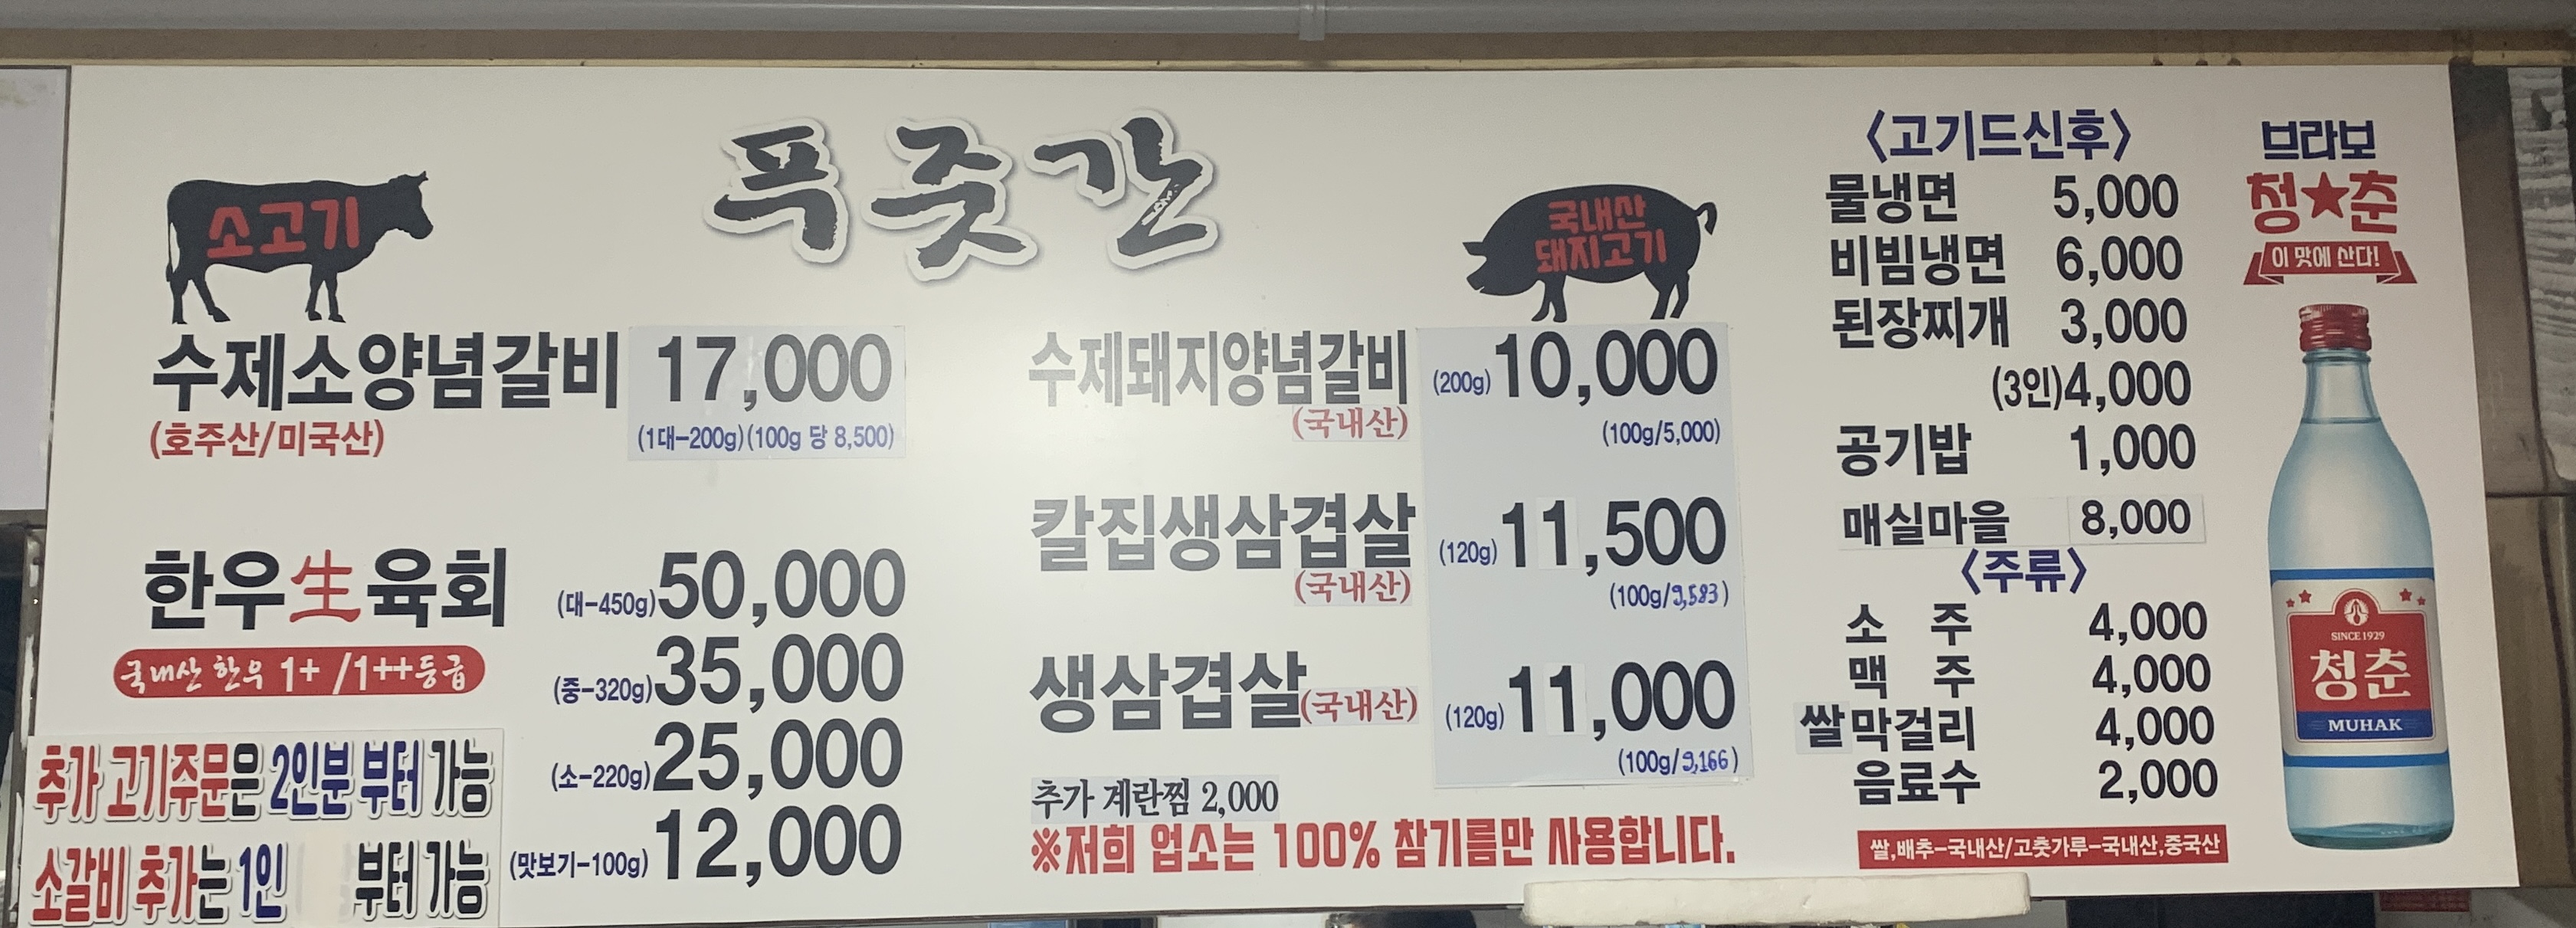 푸줏간
소고기
수제소양념갈비 17,000
(호주산/미국산) (1대-200g)(100g 당 8,500)
한우生육회 (대-450g)50,000
국내산 한우 1+ /1++등급 (중-320g)35,000
(소-220g)25,000
(맛보기-100g)12,000
추가 고기주문은 2인분 부터 가능
소갈비 추가는 1인 부터 가능
국내산
돼지고기
수제돼지양념갈비 (200g)10,000
(국내산) (100g/5,000)
칼집생삼겹살 (120g)11,500
(국내산) (100g/9,583)
생삼겹살(국내산) (120g)11,000
(100g/9,166)
추가 계란찜 2,000
※저희 업소는 100% 참기름만 사용합니다.
<고기드신후>
물냉면 5,000
비빔냉면 6,000
된장찌개 3,000
(3인)4,000
공기밥 1,000
매실마을 8,000
<주류>
소 주 4,000
맥 주 4,000
쌀막걸리 4,000
음료수 2,000
쌀,배추-국내산/고춧가루-국내산,중국산
브라보
청★춘
이 맛에 산다!
SINCE 1929
청춘
MUHAK